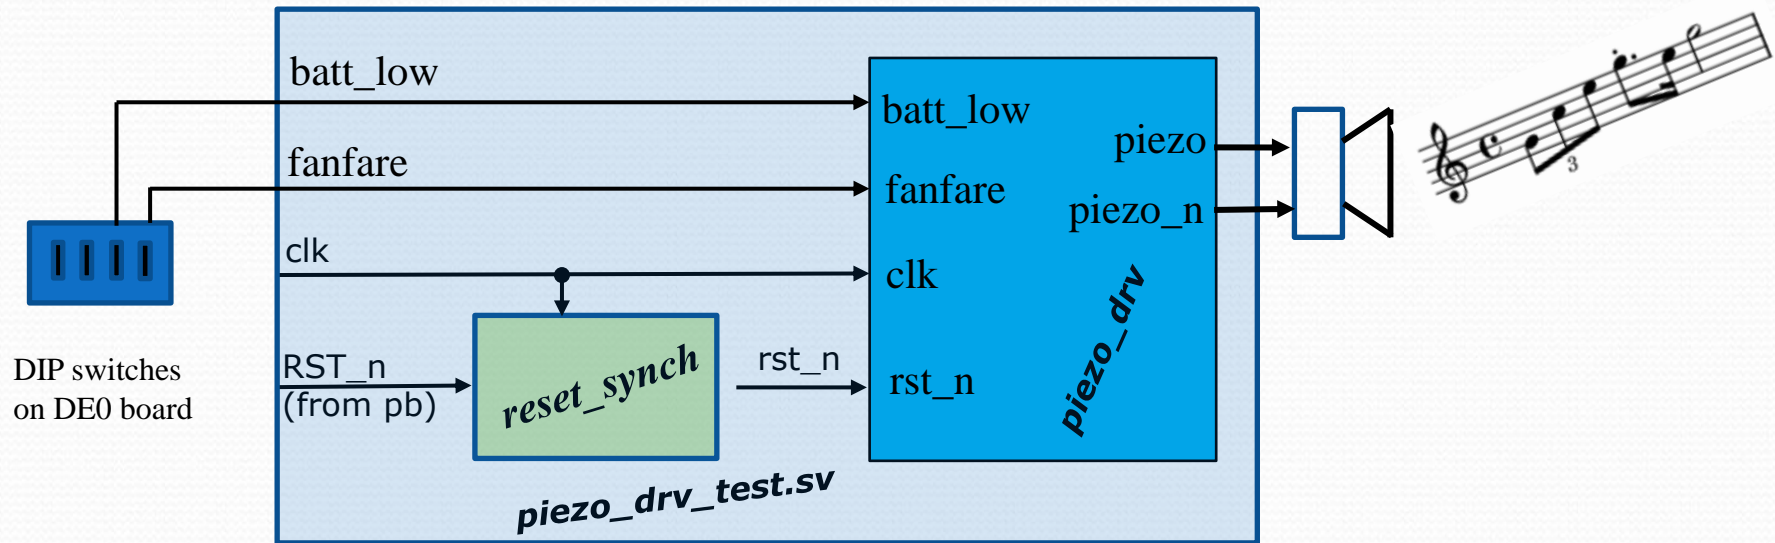 batt_low
fanfare
clk
RST_n
(from pb)
DIP switches
on DE0 board
reset_synch
rst_n
batt_low
fanfare
clk
rst_n
piezo
piezo_n
piezo_drv
piezo_drv_test.sv
3